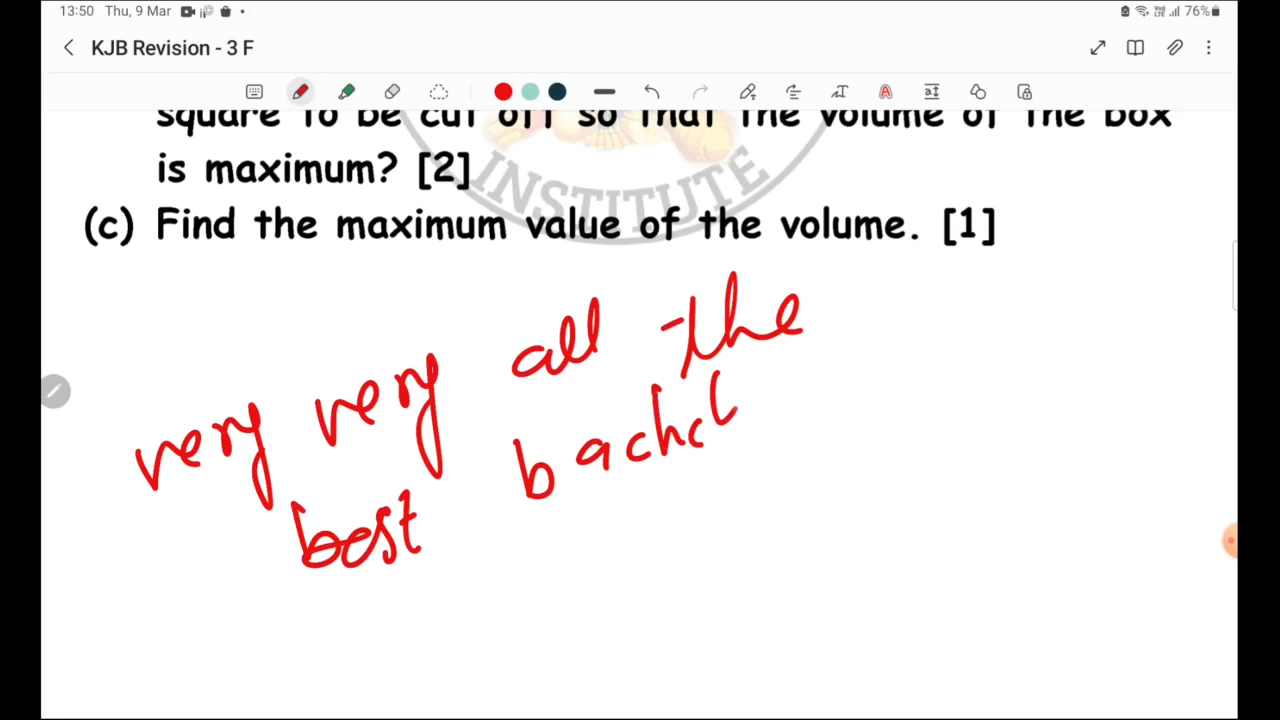 13:50 Thu, 9 Mar 76%
KJB Revision - 3 F
square to be cut off so that the volume of the box
is maximum? [2]
INSTITUTE
(c) Find the maximum value of the volume. [1]
very very all the
best